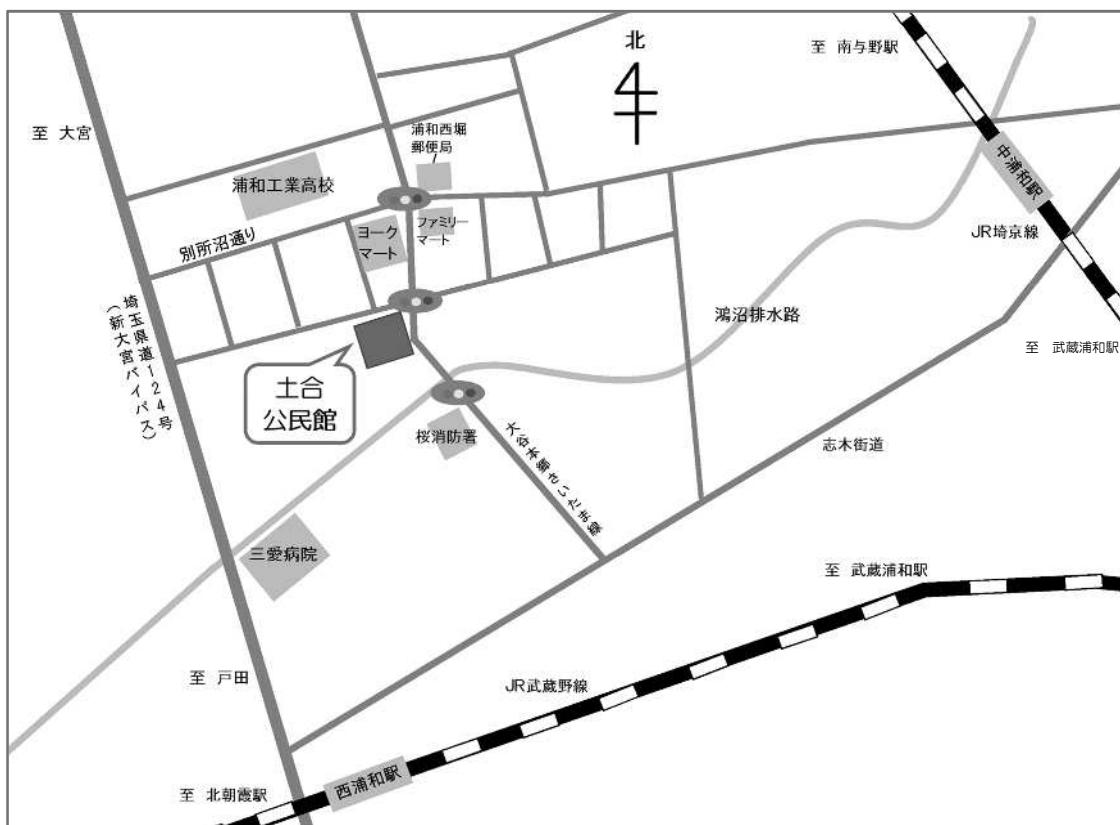 北
至 南与野駅
至 大宮
浦和西堀
郵便局
浦和工業高校
中浦和駅
ファミリー
マート
ヨーク
マート
別所沼通り
JR埼京線
埼玉県道124号
(新大宮バイパス)
鴻沼排水路
至 武蔵浦和駅
土合
公民館
桜消防署
大谷本郷さいたま線
志木街道
三愛病院
至 武蔵浦和駅
至 戸田
JR武蔵野線
西浦和駅
至 北朝霞駅